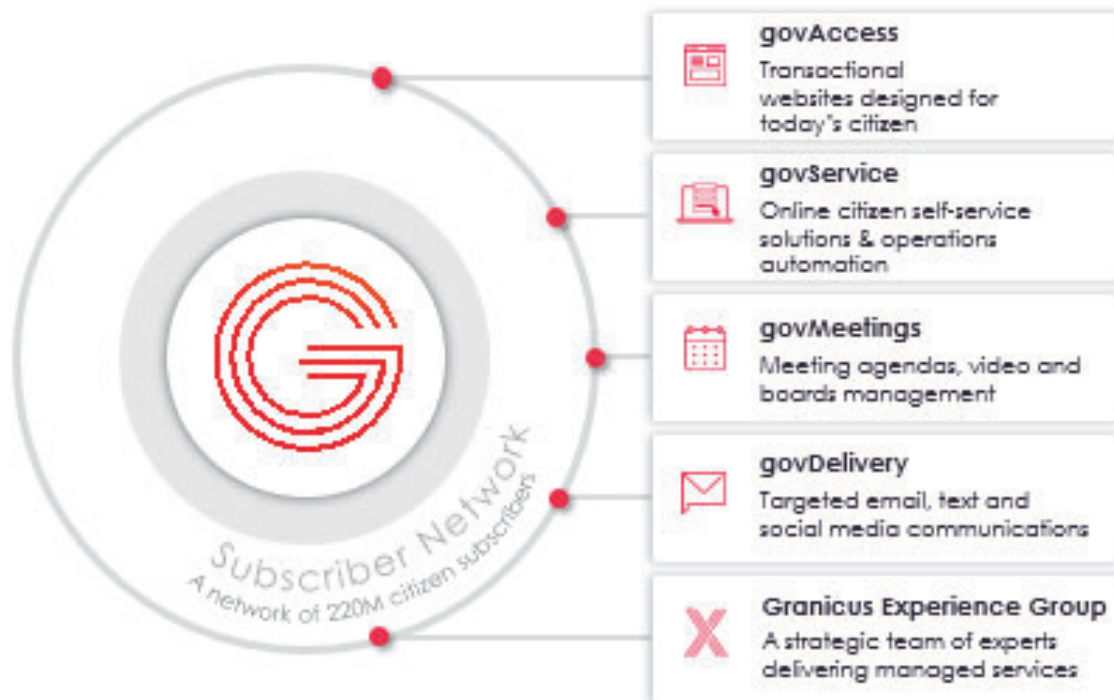 govAccess
Transactional
websites designed for
today's citizen
govService
Online citizen self-service
solutions & operations
automation
govMeetings
Meeting agendas, video and
boards management
govDelivery
Targeted email, text and
social media communications
Granicus Experience Group
A strategic team of experts
delivering managed services
Subscriber Network
A network of 220M citizen subscribers